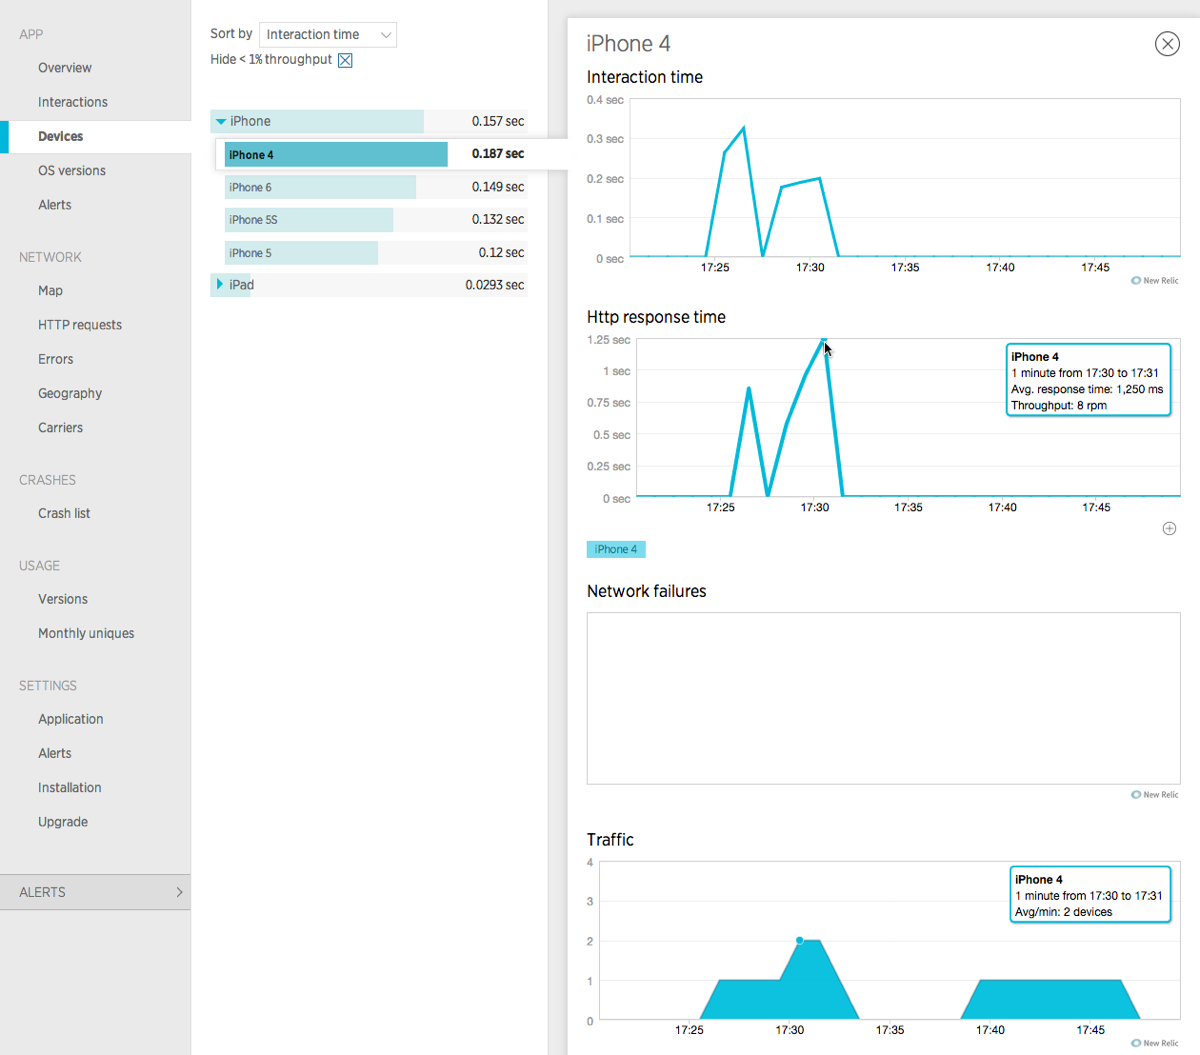 APP
Overview
Interactions
Devices
OS versions
Alerts
NETWORK
Map
HTTP requests
Errors
Geography
Carriers
CRASHES
Crash list
USAGE
Versions
Monthly uniques
SETTINGS
Application
Alerts
Installation
Upgrade
ALERTS
Sort by Interaction time
Hide < 1% throughput
iPhone 0.157 sec
iPhone 4 0.187 sec
iPhone 6 0.149 sec
iPhone 5S 0.132 sec
iPhone 5 0.12 sec
iPad 0.0293 sec
iPhone 4
Interaction time
0.4 sec
0.3 sec
0.2 sec
0.1 sec
0 sec
17:25 17:30 17:35 17:40 17:45
New Relic
Http response time
1.25 sec
1 sec
0.75 sec
0.5 sec
0.25 sec
0 sec
iPhone 4
1 minute from 17:30 to 17:31
Avg. response time: 1,250 ms
Throughput: 8 rpm
17:25 17:30 17:35 17:40 17:45
iPhone 4
Network failures
New Relic
Traffic
4
3
2
1
0
iPhone 4
1 minute from 17:30 to 17:31
Avg/min: 2 devices
17:25 17:30 17:35 17:40 17:45
New Relic